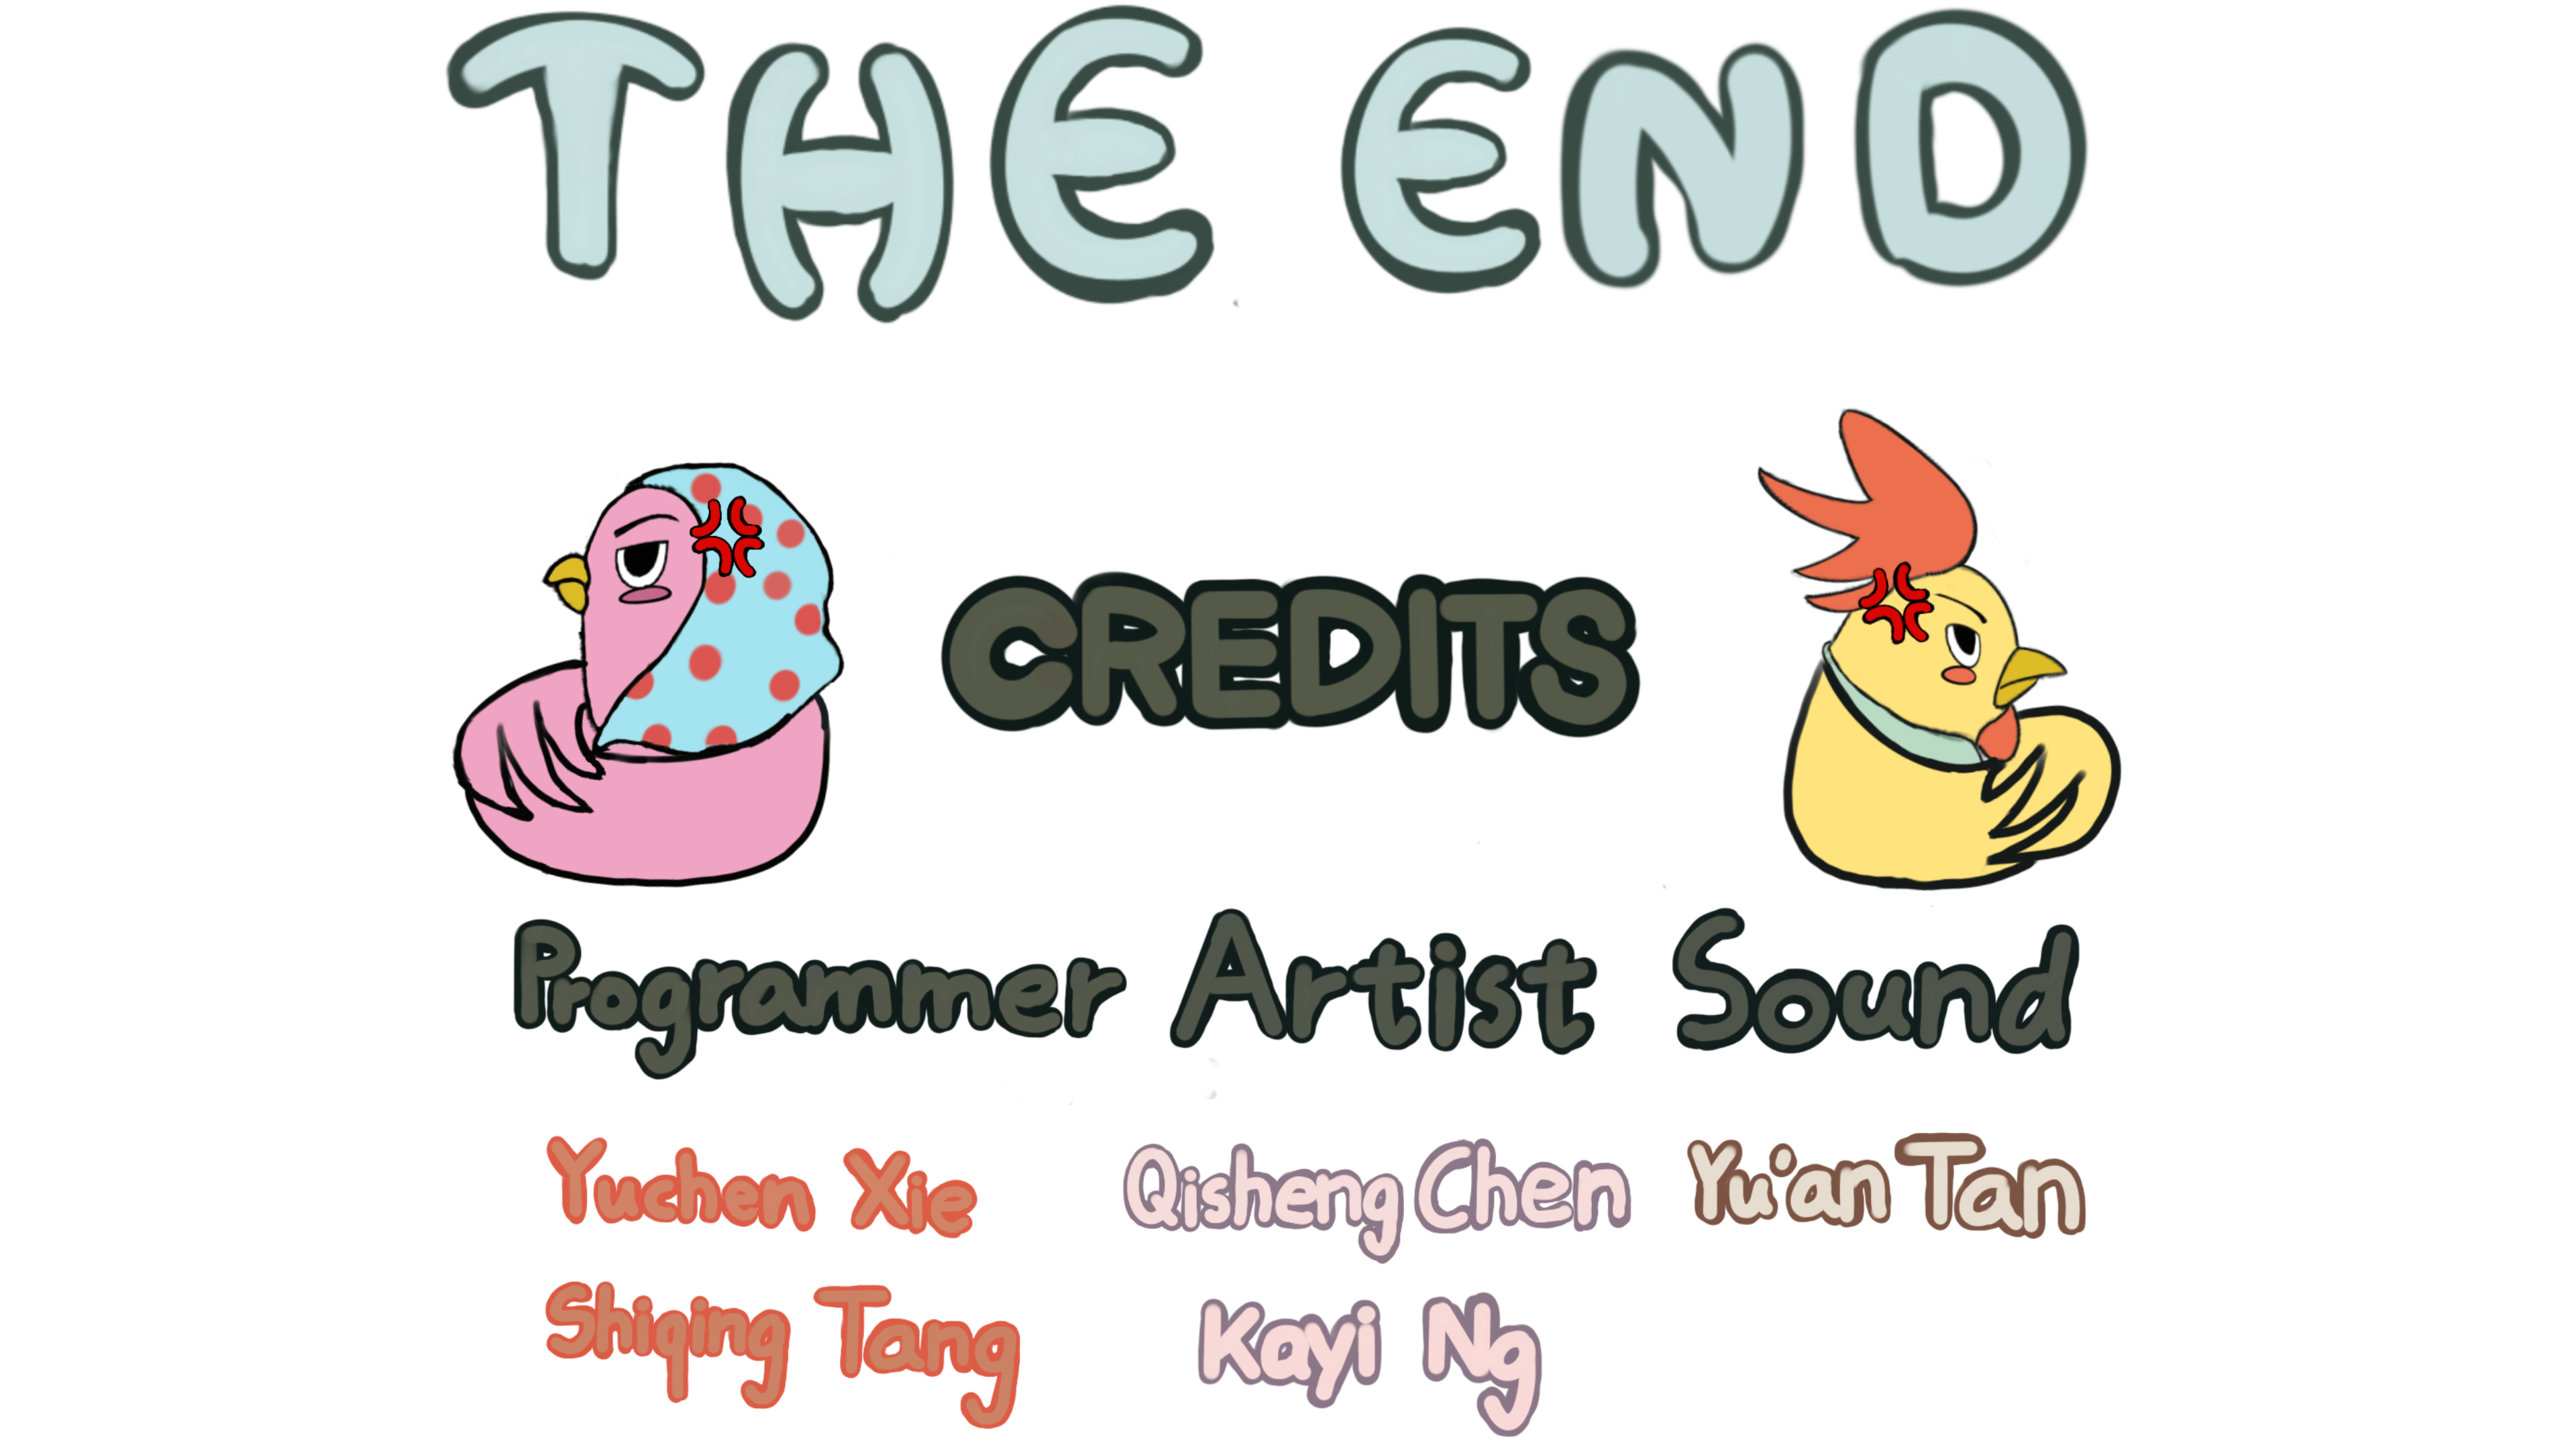 THE END
CREDITS
Programmer Artist Sound
Yuchen Xie Qisheng Chen Yu'an Tan
Shiqing Tang Kayi Ng